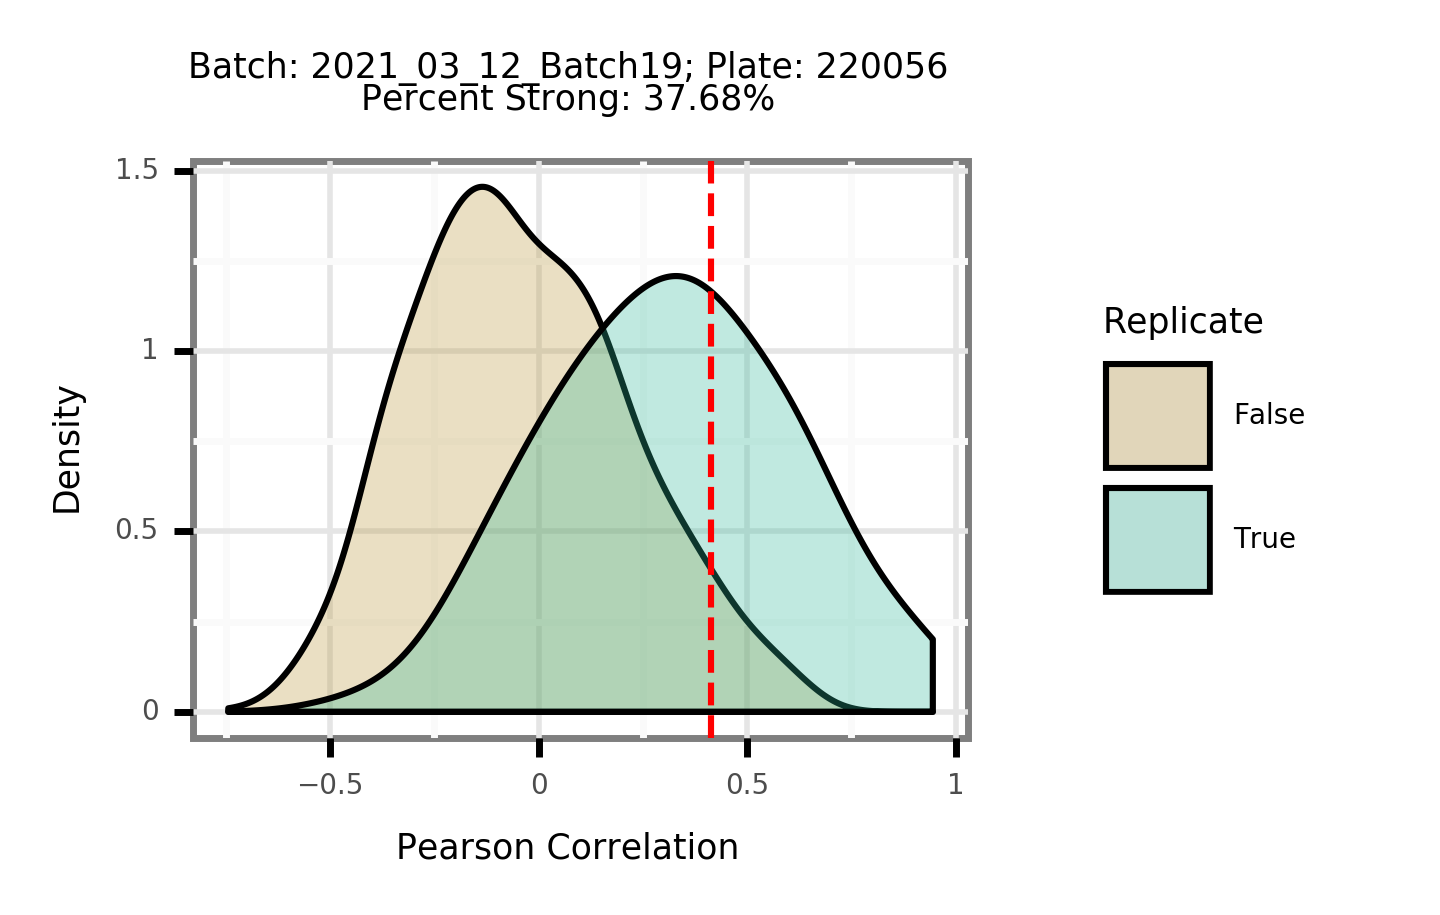 Batch: 2021_03_12_Batch19; Plate: 220056
Percent Strong: 37.68%
1.5
1
0.5
0
Density
−0.5
0
0.5
1
Pearson Correlation
Replicate
False
True